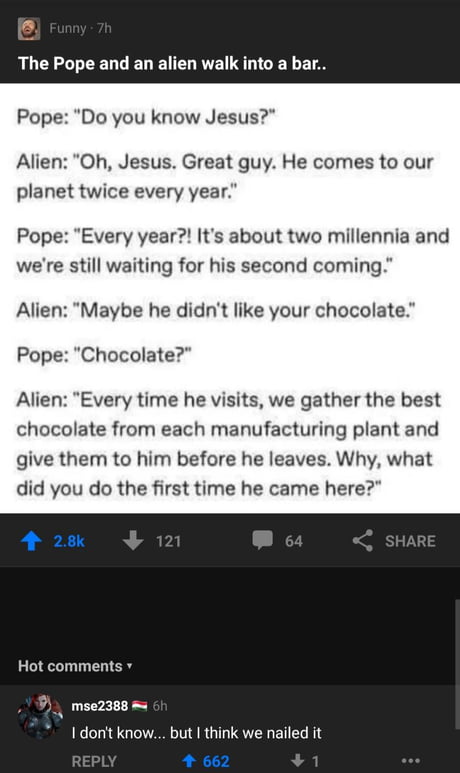 Funny · 7h
The Pope and an alien walk into a bar..
Pope: "Do you know Jesus?"
Alien: "Oh, Jesus. Great guy. He comes to our
planet twice every year."
Pope: "Every year?! It's about two millennia and
we're still waiting for his second coming."
Alien: "Maybe he didn't like your chocolate."
Pope: "Chocolate?"
Alien: "Every time he visits, we gather the best
chocolate from each manufacturing plant and
give them to him before he leaves. Why, what
did you do the first time he came here?"
2.8k 121 64 SHARE
Hot comments
mse2388 6h
I don't know... but I think we nailed it
REPLY 662 1